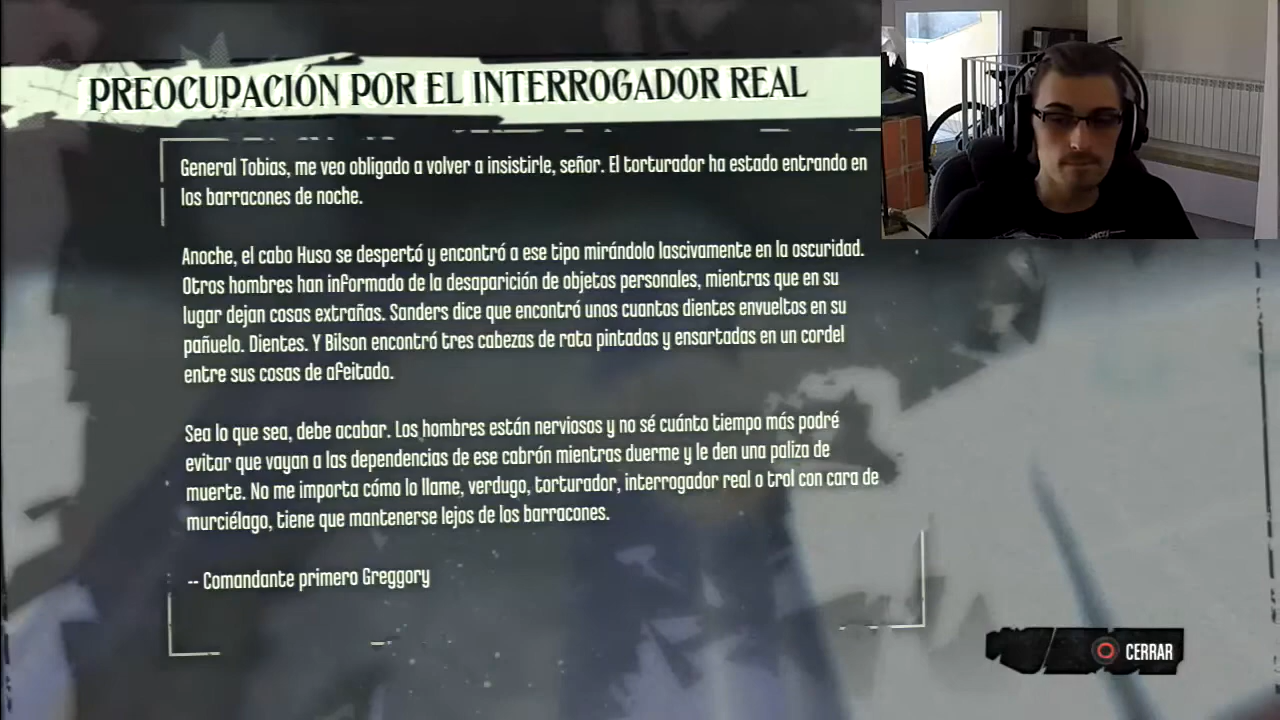 PREOCUPACIÓN POR EL INTERROGADOR REAL
General Tobias, me veo obligado a volver a insistirle, señor. El torturador ha estado entrando en
los barracones de noche.
Anoche, el cabo Huso se despertó y encontró a ese tipo mirándolo lascivamente en la oscuridad.
Otros hombres han informado de la desaparición de objetos personales, mientras que en su
lugar dejan cosas extrañas. Sanders dice que encontró unos cuantos dientes envueltos en su
pañuelo. Dientes. Y Bilson encontró tres cabezas de rata pintadas y ensartadas en un cordel
entre sus cosas de afeitado.
Sea lo que sea, debe acabar. Los hombres están nerviosos y no sé cuánto tiempo más podré
evitar que vayan a las dependencias de ese cabrón mientras duerme y le den una paliza de
muerte. No me importa cómo lo llame, verdugo, torturador, interrogador real o trol con cara de
murciélago, tiene que mantenerse lejos de los barracones.
-- Comandante primero Greggory
CERRAR